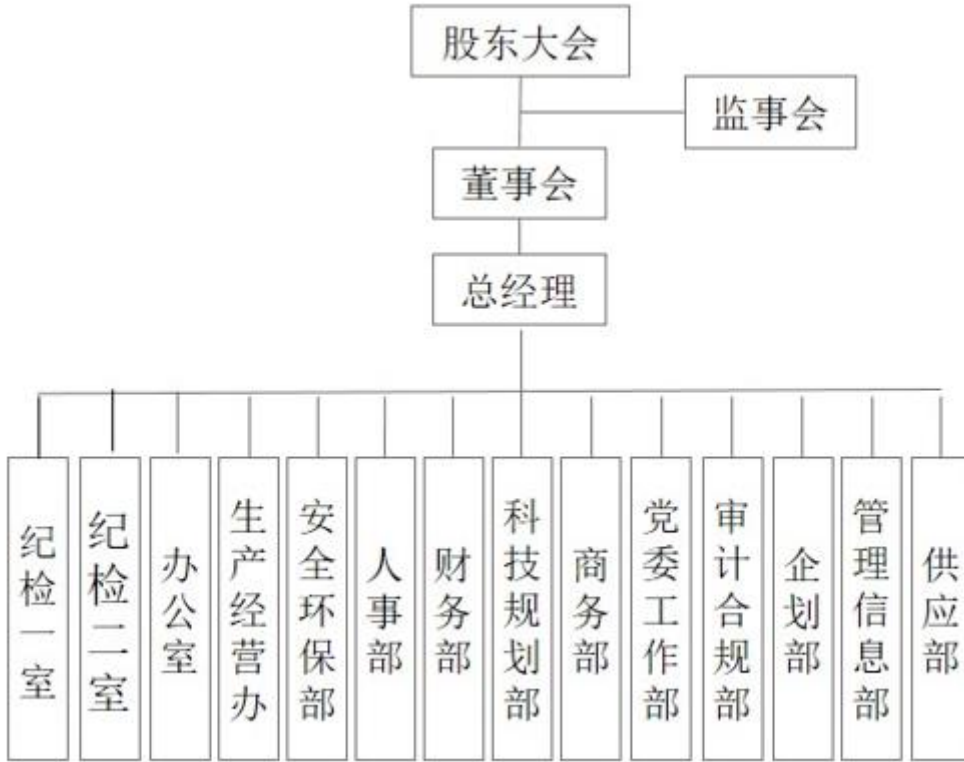 股东大会
监事会
董事会
总经理
纪检一室
纪检二室
办公室
生产经营办
安全环保部
人事部
财务部
科技规划部
商务部
党委工作部
审计合规部
企划部
管理信息部
供应部